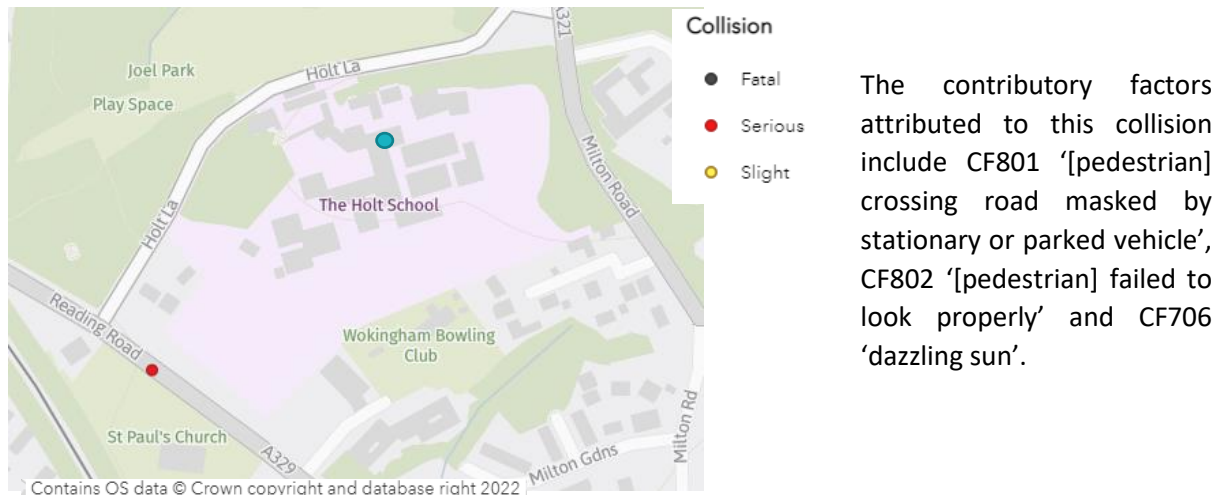 A321
Collision
Fatal
Serious
Slight
Joel Park
Play Space
Holt La
Milton Road
The Holt School
Holt La
Reading Road
Wokingham Bowling
Club
St Paul's Church
A329
Milton Gdns
Milton Rd
Contains OS data © Crown copyright and database right 2022
The contributory factors
attributed to this collision
include CF801 ‘[pedestrian]
crossing road masked by
stationary or parked vehicle’,
CF802 ‘[pedestrian] failed to
look properly’ and CF706
‘dazzling sun’.